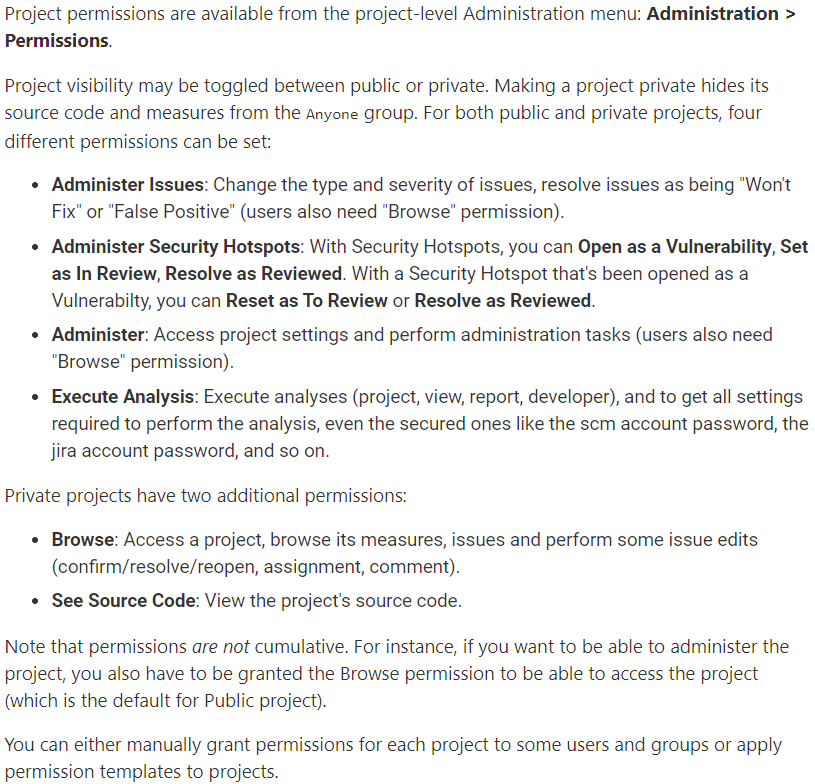 Project permissions are available from the project-level Administration menu: Administration >
Permissions.
Project visibility may be toggled between public or private. Making a project private hides its
source code and measures from the Anyone group. For both public and private projects, four
different permissions can be set:
• Administer Issues: Change the type and severity of issues, resolve issues as being "Won't
Fix" or "False Positive" (users also need "Browse" permission).
• Administer Security Hotspots: With Security Hotspots, you can Open as a Vulnerability, Set
as In Review, Resolve as Reviewed. With a Security Hotspot that's been opened as a
Vulnerabilty, you can Reset as To Review or Resolve as Reviewed.
• Administer: Access project settings and perform administration tasks (users also need
"Browse" permission).
• Execute Analysis: Execute analyses (project, view, report, developer), and to get all settings
required to perform the analysis, even the secured ones like the scm account password, the
jira account password, and so on.
Private projects have two additional permissions:
• Browse: Access a project, browse its measures, issues and perform some issue edits
(confirm/resolve/reopen, assignment, comment).
• See Source Code: View the project's source code.
Note that permissions are not cumulative. For instance, if you want to be able to administer the
project, you also have to be granted the Browse permission to be able to access the project
(which is the default for Public project).
You can either manually grant permissions for each project to some users and groups or apply
permission templates to projects.